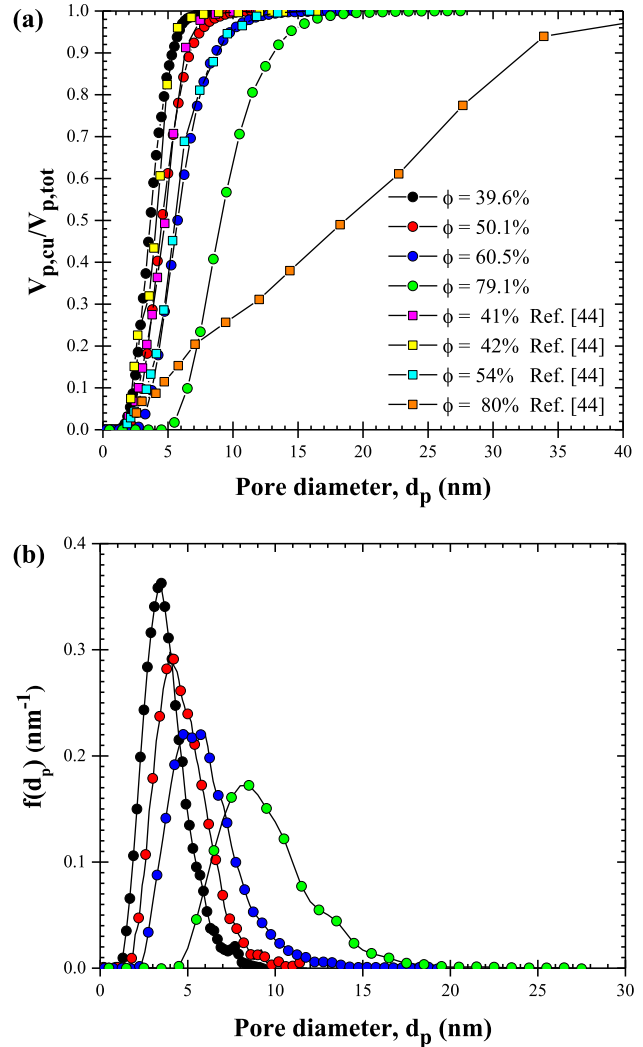 (a)
1.0
0.9
0.8
0.7
0.6
0.5
0.4
0.3
0.2
0.1
0.0
V_p,cu/V_p,tot
ϕ = 39.6%
ϕ = 50.1%
ϕ = 60.5%
ϕ = 79.1%
ϕ = 41% Ref. [44]
ϕ = 42% Ref. [44]
ϕ = 54% Ref. [44]
ϕ = 80% Ref. [44]
0 5 10 15 20 25 30 35 40
Pore diameter, d_p (nm)
(b)
0.4
0.3
0.2
0.1
0.0
f(d_p) (nm⁻¹)
0 5 10 15 20 25 30
Pore diameter, d_p (nm)